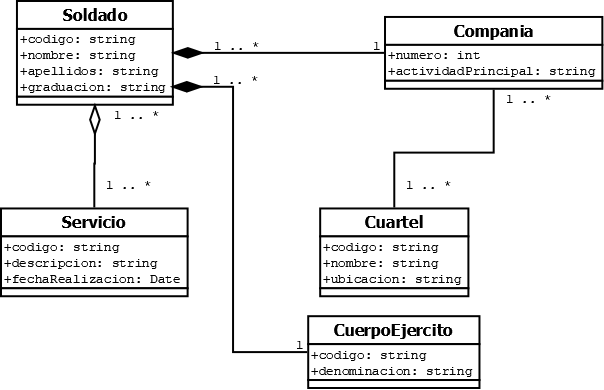 Soldado
+codigo: string
+nombre: string
+apellidos: string
+graduacion: string
1 .. *
1
Compania
+numero: int
+actividadPrincipal: string
1 .. *
1 .. *
1 .. *
1 .. *
1 .. *
Servicio
+codigo: string
+descripcion: string
+fechaRealizacion: Date
Cuartel
+codigo: string
+nombre: string
+ubicacion: string
1
CuerpoEjercito
+codigo: string
+denominacion: string